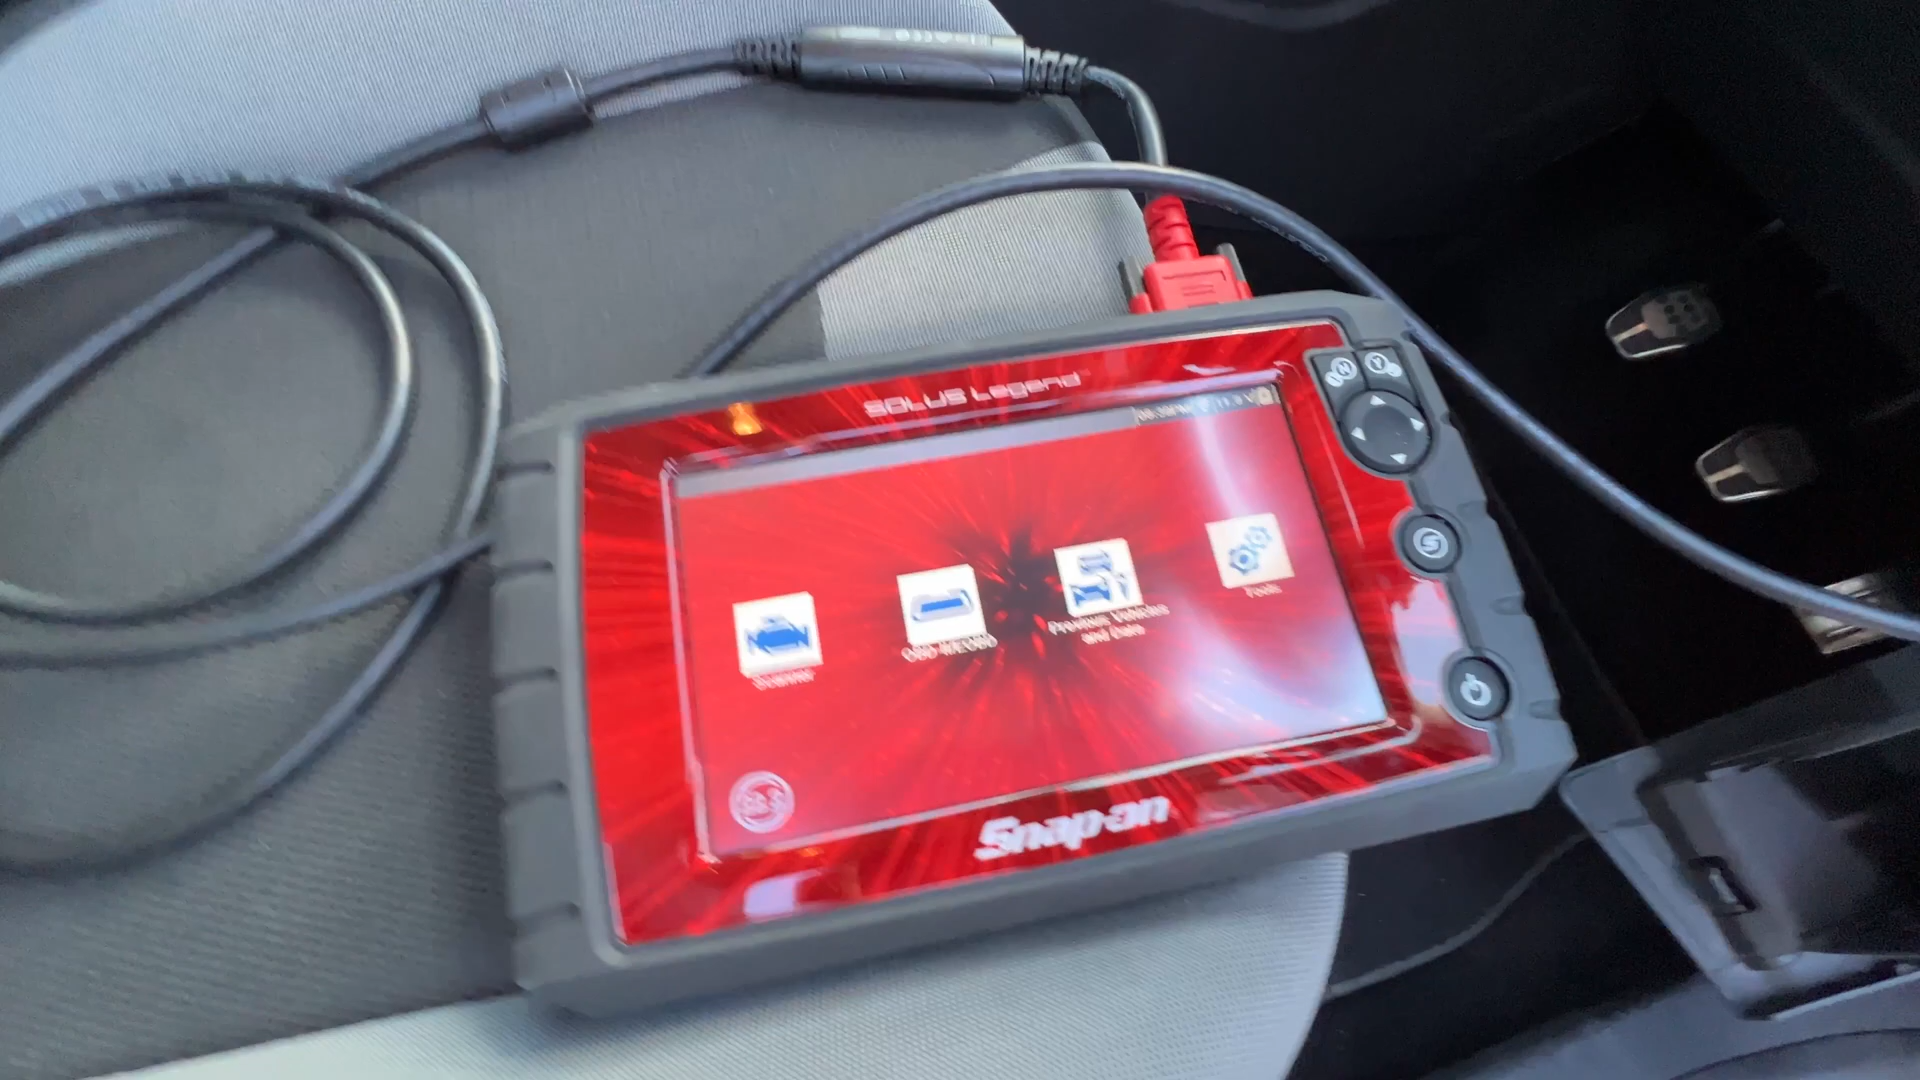 SOLUS Legend
N
Y
Scanner
OBD-II/EOBD
Previous Vehicles
and Data
Tools
S
Snap-on